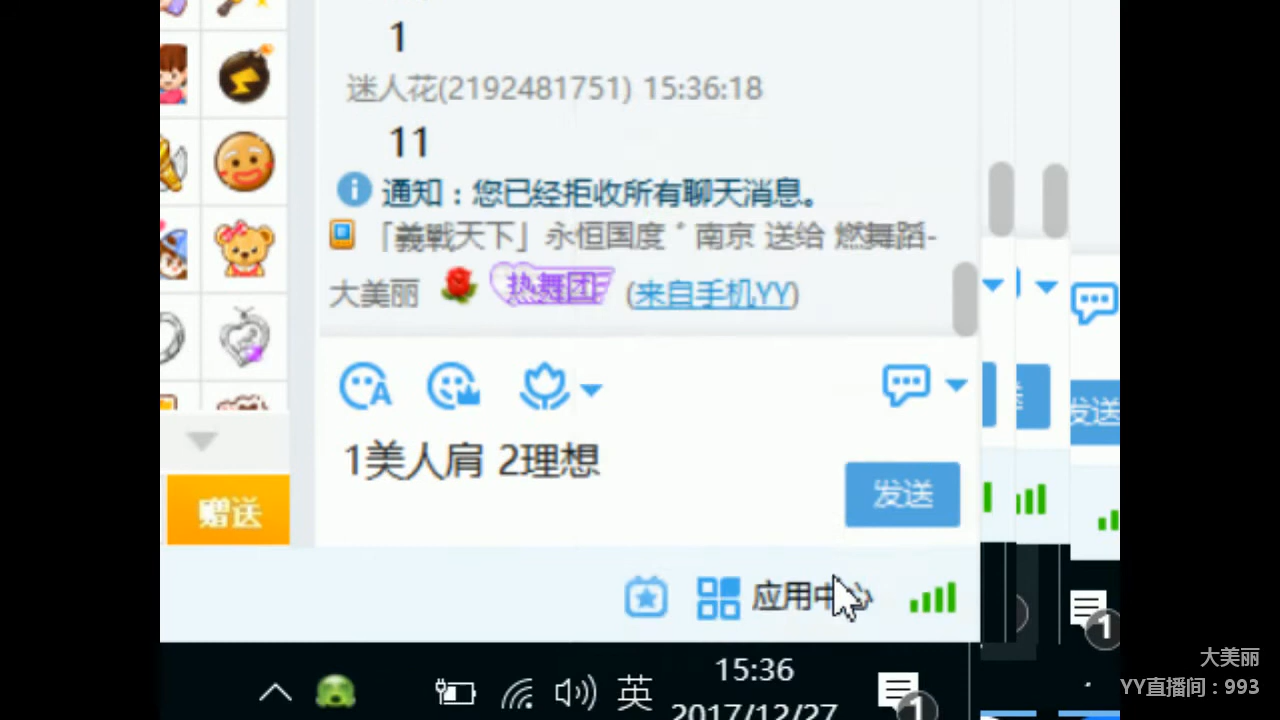 1
迷人花(2192481751) 15:36:18
11
通知：您已经拒收所有聊天消息。
「義戰天下」永恒国度 ゜南京 送给 燃舞蹈-
大美丽 热舞团 (来自手机YY)
A
1美人肩 2理想
发送
发送
赠送
应用中心
15:36
英
2017/12/27
1
1
大美丽
YY直播间：993